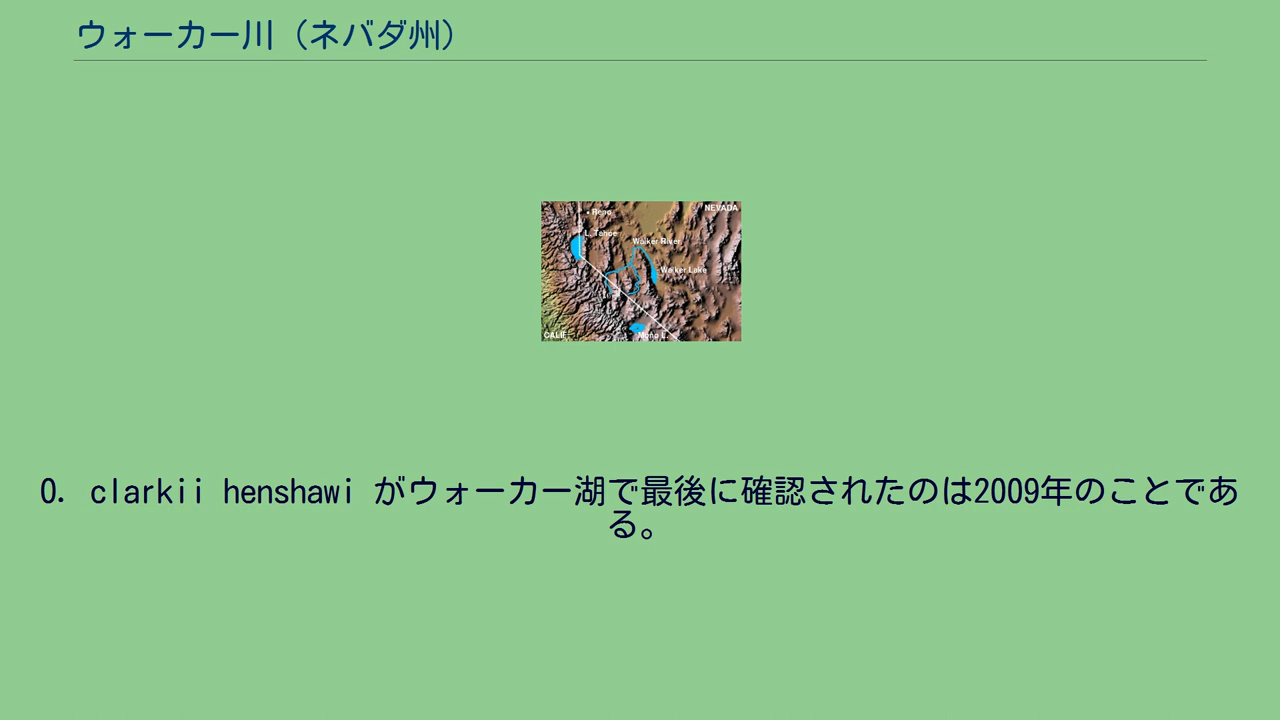 ウォーカー川（ネバダ州）
NEVADA
Reno
L. Tahoe
Walker River
Walker Lake
CALIF
Mono L.
O. clarkii henshawi がウォーカー湖で最後に確認されたのは2009年のことであ
る。